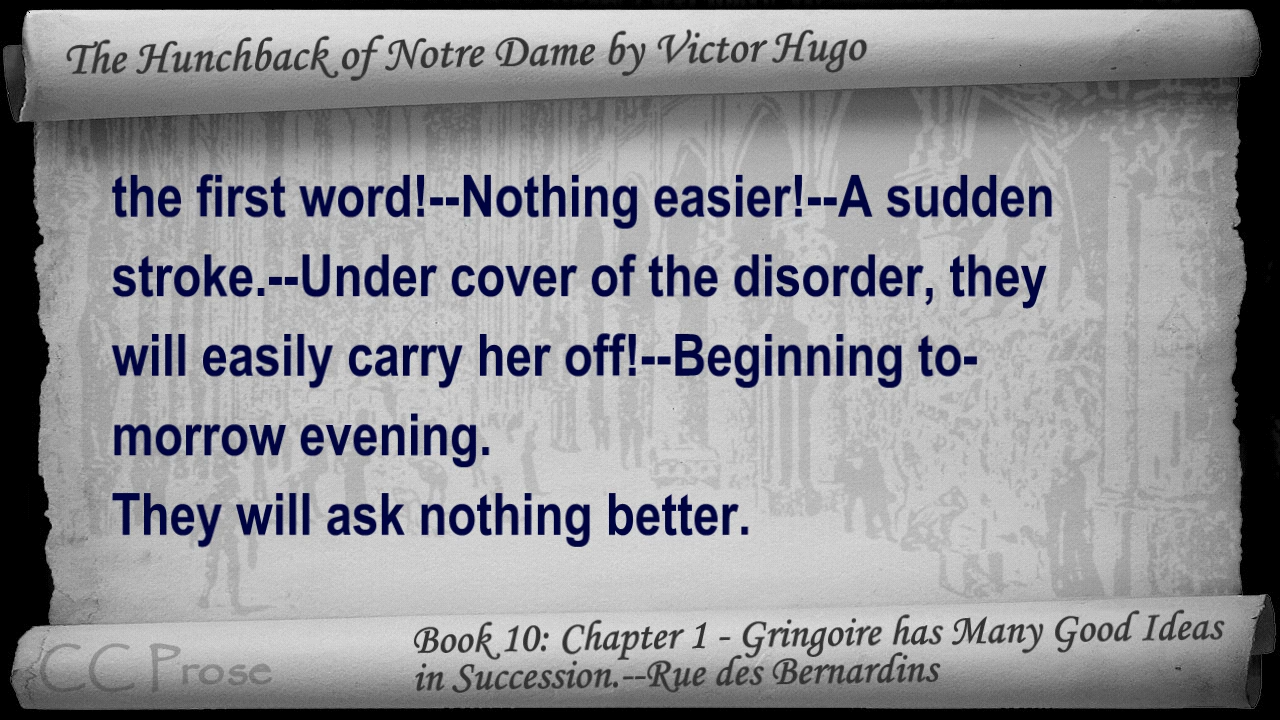 The Hunchback of Notre Dame by Victor Hugo
the first word!--Nothing easier!--A sudden
stroke.--Under cover of the disorder, they
will easily carry her off!--Beginning to-
morrow evening.
They will ask nothing better.
CC Prose
Book 10: Chapter 1 - Gringoire has Many Good Ideas
in Succession.--Rue des Bernardins